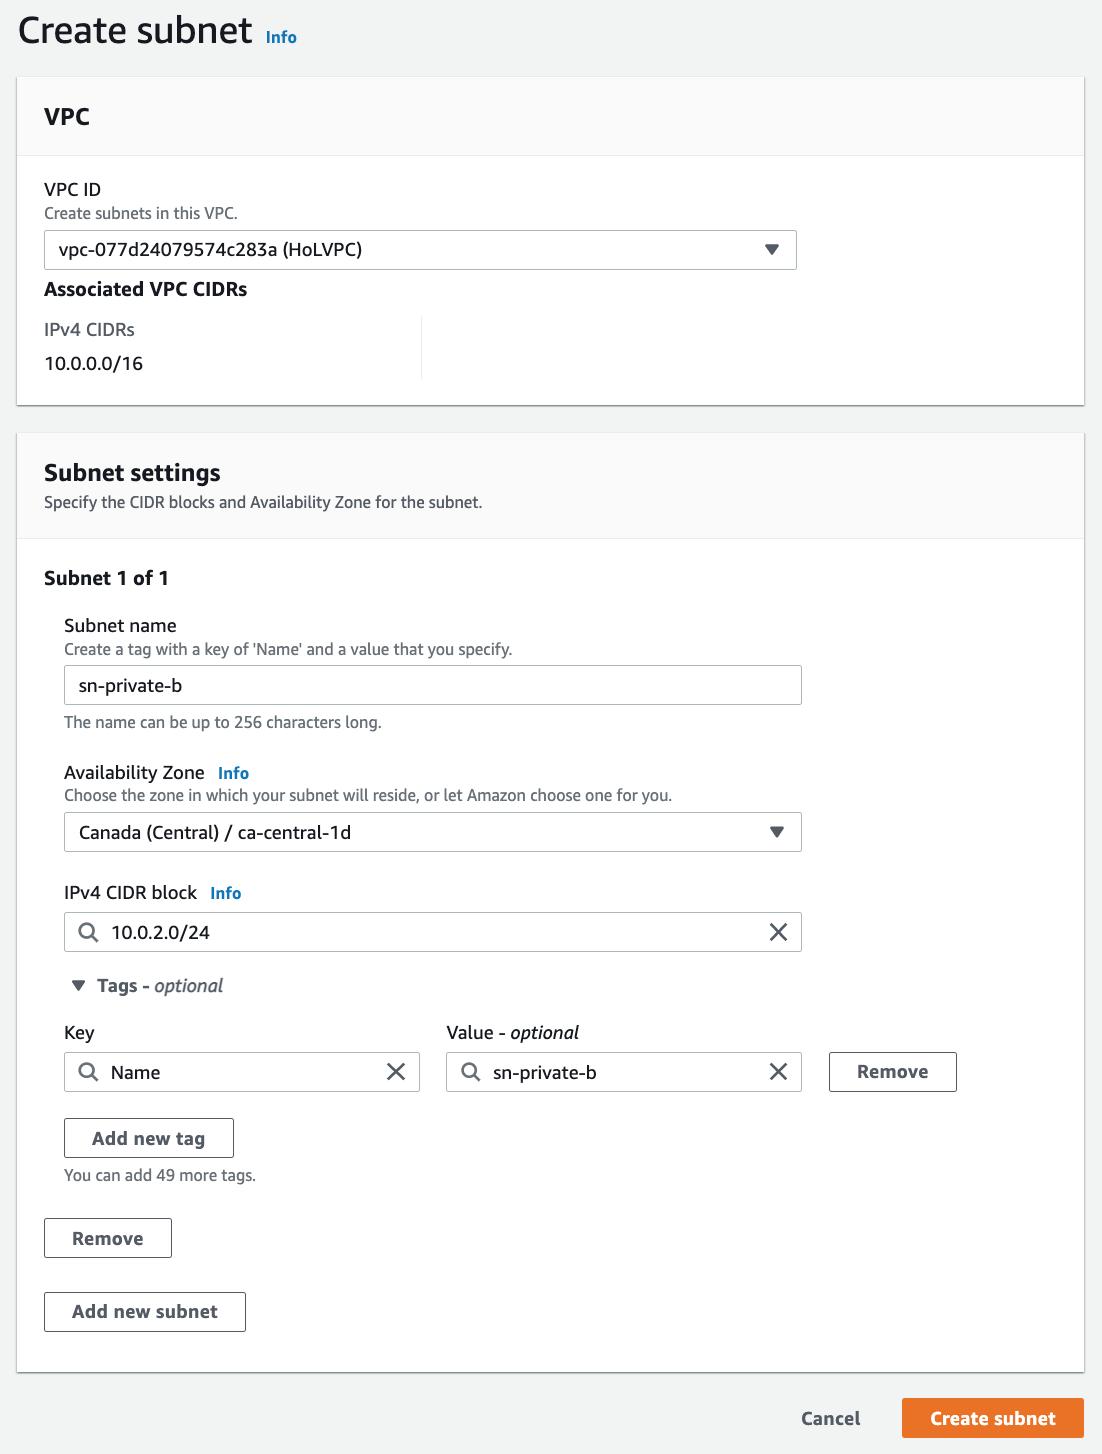 Create subnet Info
VPC
VPC ID
Create subnets in this VPC.
vpc-077d24079574c283a (HoLVPC)
Associated VPC CIDRs
IPv4 CIDRs
10.0.0.0/16
Subnet settings
Specify the CIDR blocks and Availability Zone for the subnet.
Subnet 1 of 1
Subnet name
Create a tag with a key of 'Name' and a value that you specify.
sn-private-b
The name can be up to 256 characters long.
Availability Zone Info
Choose the zone in which your subnet will reside, or let Amazon choose one for you.
Canada (Central) / ca-central-1d
IPv4 CIDR block Info
10.0.2.0/24
Tags - optional
Key Value - optional
Name sn-private-b Remove
Add new tag
You can add 49 more tags.
Remove
Add new subnet
Cancel Create subnet